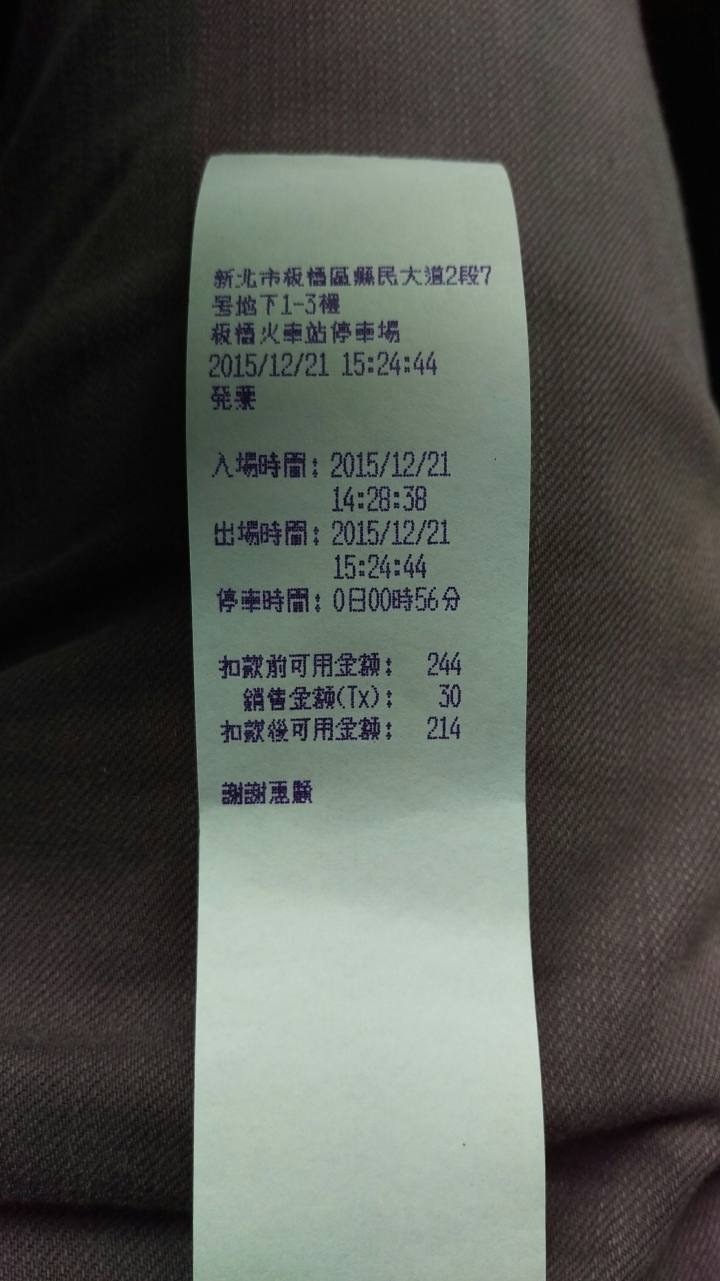 新北市板橋區縣民大道2段7
号地下1-3樓
板橋火車站停車場
2015/12/21 15:24:44
発票
入場時間: 2015/12/21
14:28:38
出場時間: 2015/12/21
15:24:44
停車時間: 0日00時56分
扣款前可用金額: 244
銷售金額(Tx): 30
扣款後可用金額: 214
謝謝惠顧